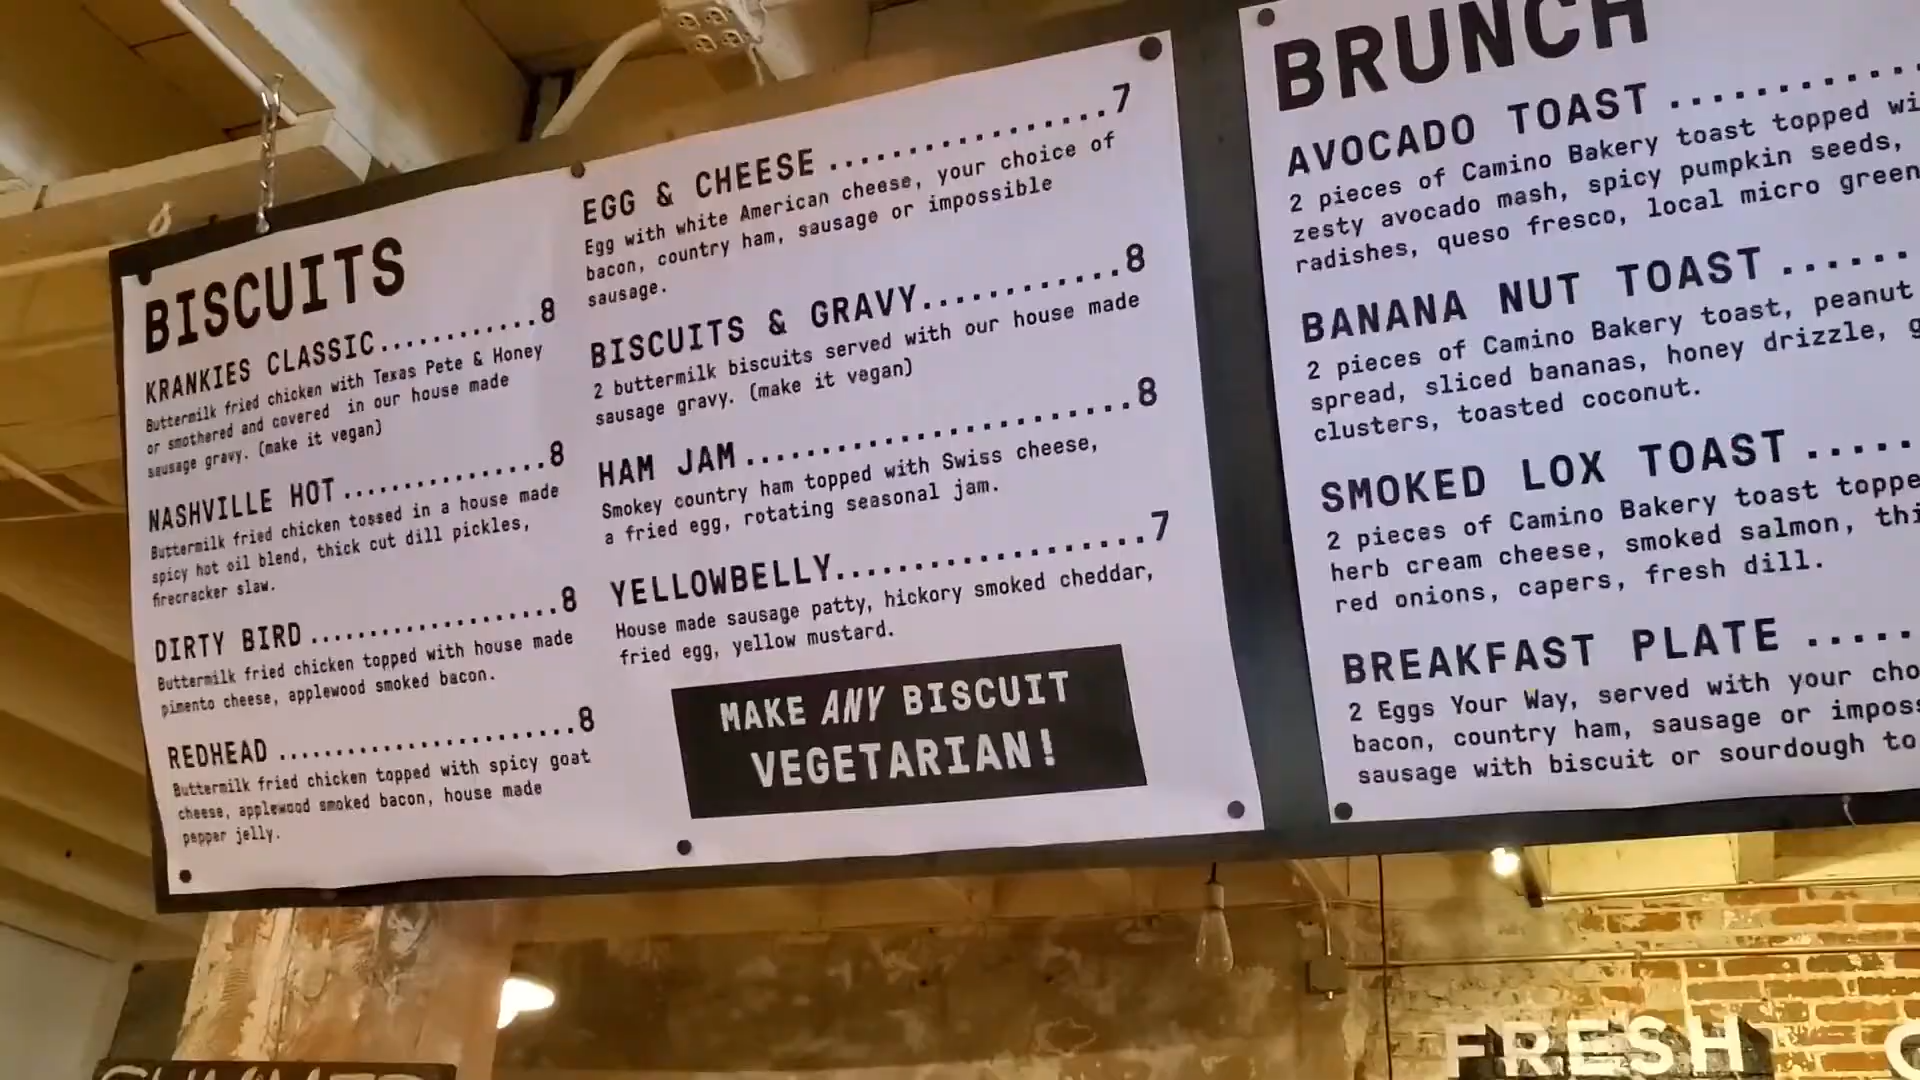 BISCUITS
KRANKIES CLASSIC...........8
Buttermilk fried chicken with Texas Pete & Honey
or smothered and covered in our house made
sausage gravy. (make it vegan)
NASHVILLE HOT...............8
Buttermilk fried chicken tossed in a house made
spicy hot oil blend, thick cut dill pickles,
firecracker slaw.
DIRTY BIRD.....................8
Buttermilk fried chicken topped with house made
pimento cheese, applewood smoked bacon.
REDHEAD........................8
Buttermilk fried chicken topped with spicy goat
cheese, applewood smoked bacon, house made
pepper jelly.
EGG & CHEESE..................7
Egg with white American cheese, your choice of
bacon, country ham, sausage or impossible
sausage.
BISCUITS & GRAVY............8
2 buttermilk biscuits served with our house made
sausage gravy. (make it vegan)
HAM JAM.......................8
Smokey country ham topped with Swiss cheese,
a fried egg, rotating seasonal jam.
YELLOWBELLY...................7
House made sausage patty, hickory smoked cheddar,
fried egg, yellow mustard.
MAKE ANY BISCUIT
VEGETARIAN!
BRUNCH
AVOCADO TOAST...........
2 pieces of Camino Bakery toast topped
zesty avocado mash, spicy pumpkin seeds,
radishes, queso fresco, local micro
BANANA NUT TOAST......
2 pieces of Camino Bakery toast, peanut
spread, sliced bananas, honey drizzle,
clusters, toasted coconut.
SMOKED LOX TOAST.....
2 pieces of Camino Bakery toast
herb cream cheese, smoked salmon,
red onions, capers, fresh dill.
BREAKFAST PLATE.....
2 Eggs Your Way, served with your
bacon, country ham, sausage or
sausage with biscuit or sourdough
FRESH